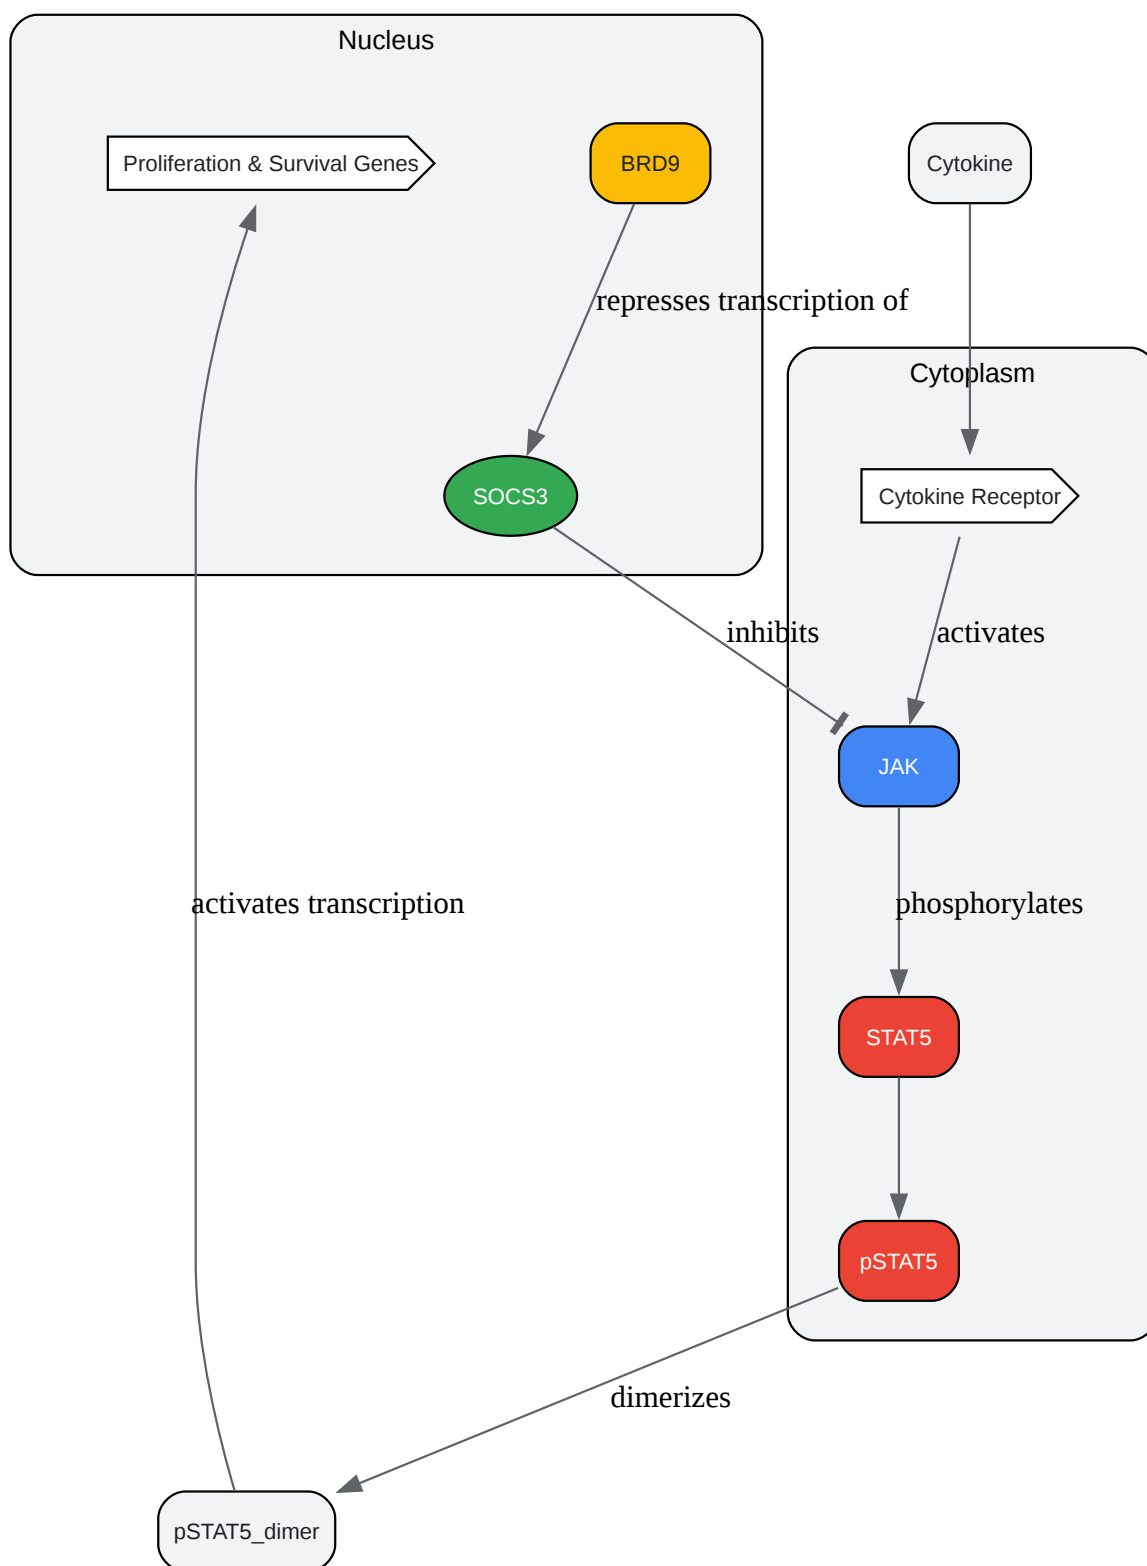 Nucleus
Proliferation & Survival Genes
BRD9
Cytokine
represses transcription of
Cytoplasm
SOCS3
Cytokine Receptor
inhibits
activates
JAK
activates transcription
phosphorylates
STAT5
pSTAT5
dimerizes
pSTAT5_dimer